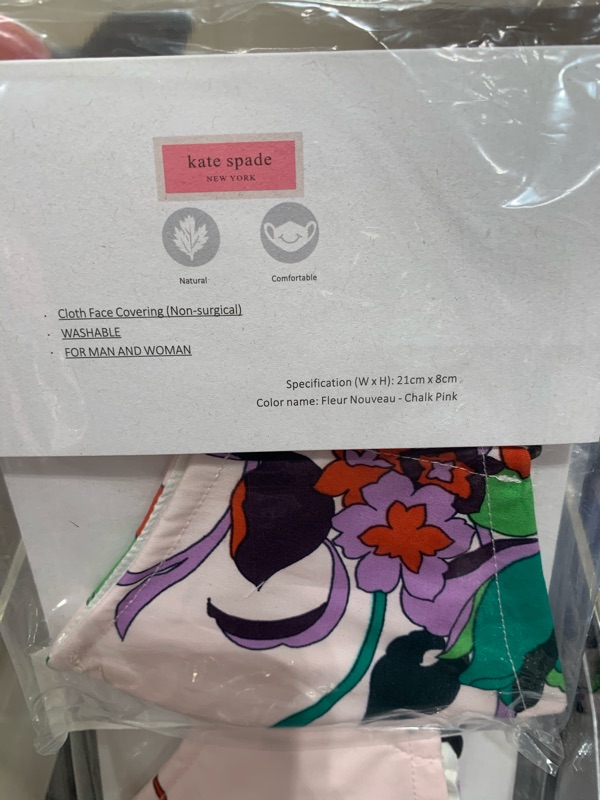 kate spade
NEW YORK
Natural
Comfortable
· Cloth Face Covering (Non-surgical)
· WASHABLE
· FOR MAN AND WOMAN
Specification (W x H): 21cm x 8cm
Color name: Fleur Nouveau - Chalk Pink